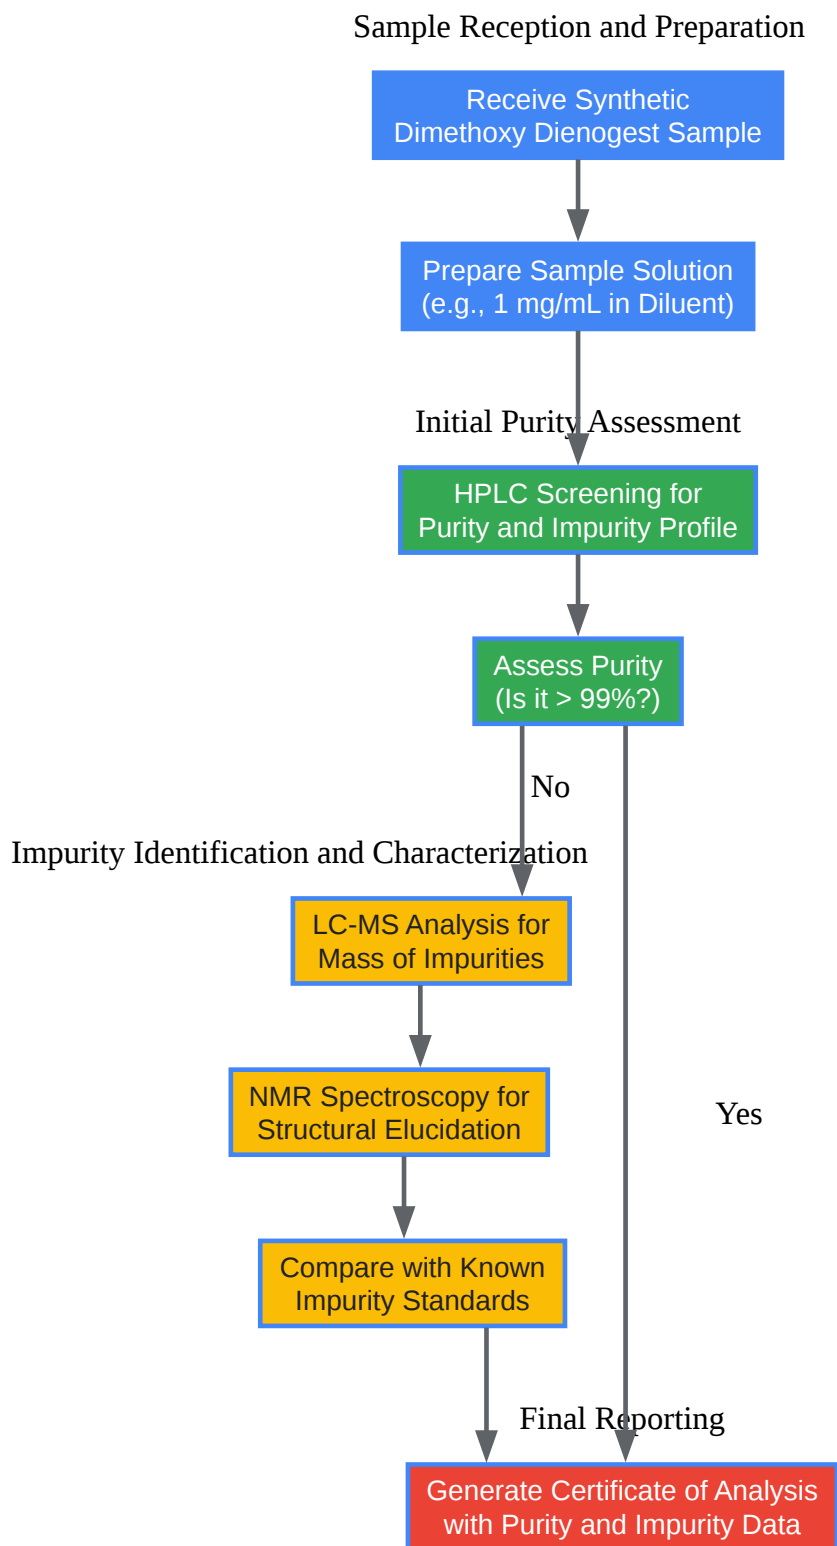 Sample Reception and Preparation
Receive Synthetic
Dimethoxy Dienogest Sample
Prepare Sample Solution
(e.g., 1 mg/mL in Diluent)
Initial Purity Assessment
HPLC Screening for
Purity and Impurity Profile
Assess Purity
(Is it > 99%?)
No
Impurity Identification and Characterization
LC-MS Analysis for
Mass of Impurities
NMR Spectroscopy for
Structural Elucidation
Yes
Compare with Known
Impurity Standards
Final Reporting
Generate Certificate of Analysis
with Purity and Impurity Data